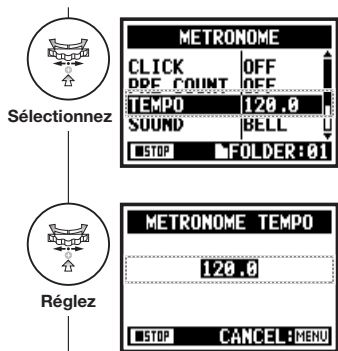 METRONOME
CLICK OFF
PRE COUNT OFF
TEMPO 120.0
SOUND BELL
Sélectionnez
STOP FOLDER:01
METRONOME TEMPO
120.0
Réglez
STOP CANCEL:MENU